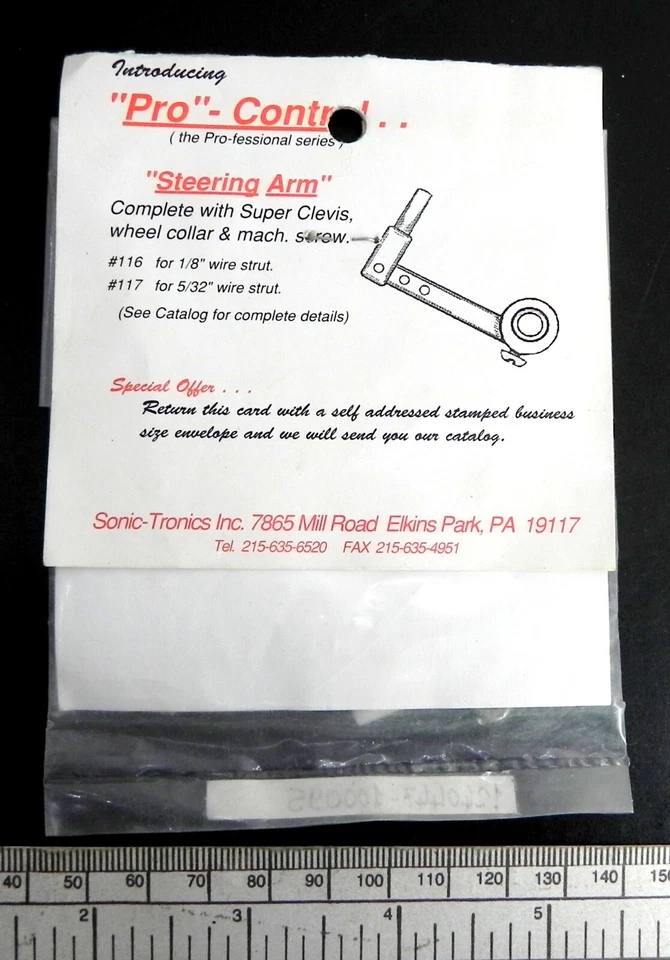 Introducing
"Pro"- Control . .
( the Pro-fessional series )
"Steering Arm"
Complete with Super Clevis,
wheel collar & mach. screw.
#116 for 1/8" wire strut.
#117 for 5/32" wire strut.
(See Catalog for complete details)
Special Offer . . .
Return this card with a self addressed stamped business
size envelope and we will send you our catalog.
Sonic-Tronics Inc. 7865 Mill Road Elkins Park, PA 19117
Tel. 215-635-6520 FAX 215-635-4951
40 50 60 70 80 90 100 110 120 130 140
2 3 4 5